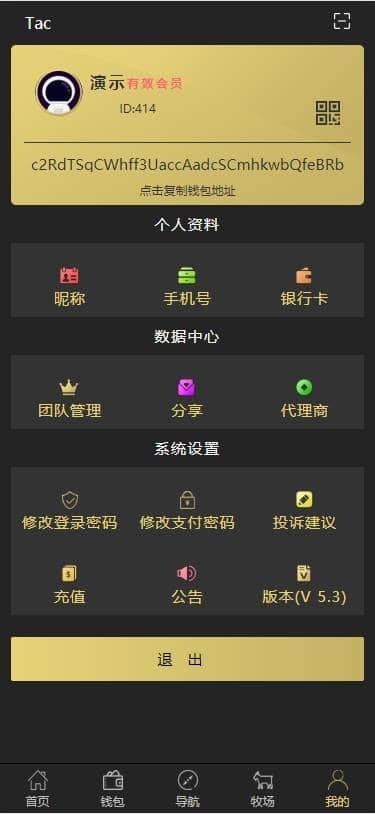 Tac
演示有效会员
ID:414
c2RdTSqCWhff3UaccAadcSCmhkwbQfeBRb
点击复制钱包地址
个人资料
昵称 手机号 银行卡
数据中心
团队管理 分享 代理商
系统设置
修改登录密码 修改支付密码 投诉建议
充值 公告 版本(V 5.3)
退 出
首页 钱包 导航 牧场 我的